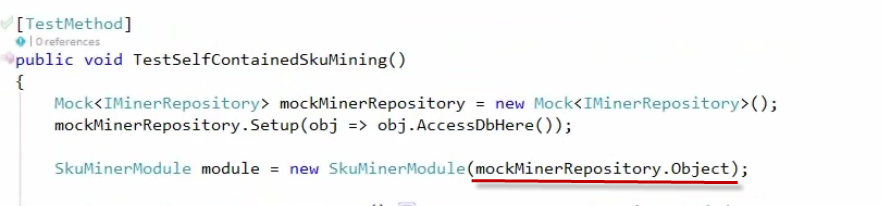 [TestMethod]
| 0 references
public void TestSelfContainedSkuMining()
{
Mock<IMinerRepository> mockMinerRepository = new Mock<IMinerRepository>();
mockMinerRepository.Setup(obj => obj.AccessDbHere());
SkuMinerModule module = new SkuMinerModule(mockMinerRepository.Object);